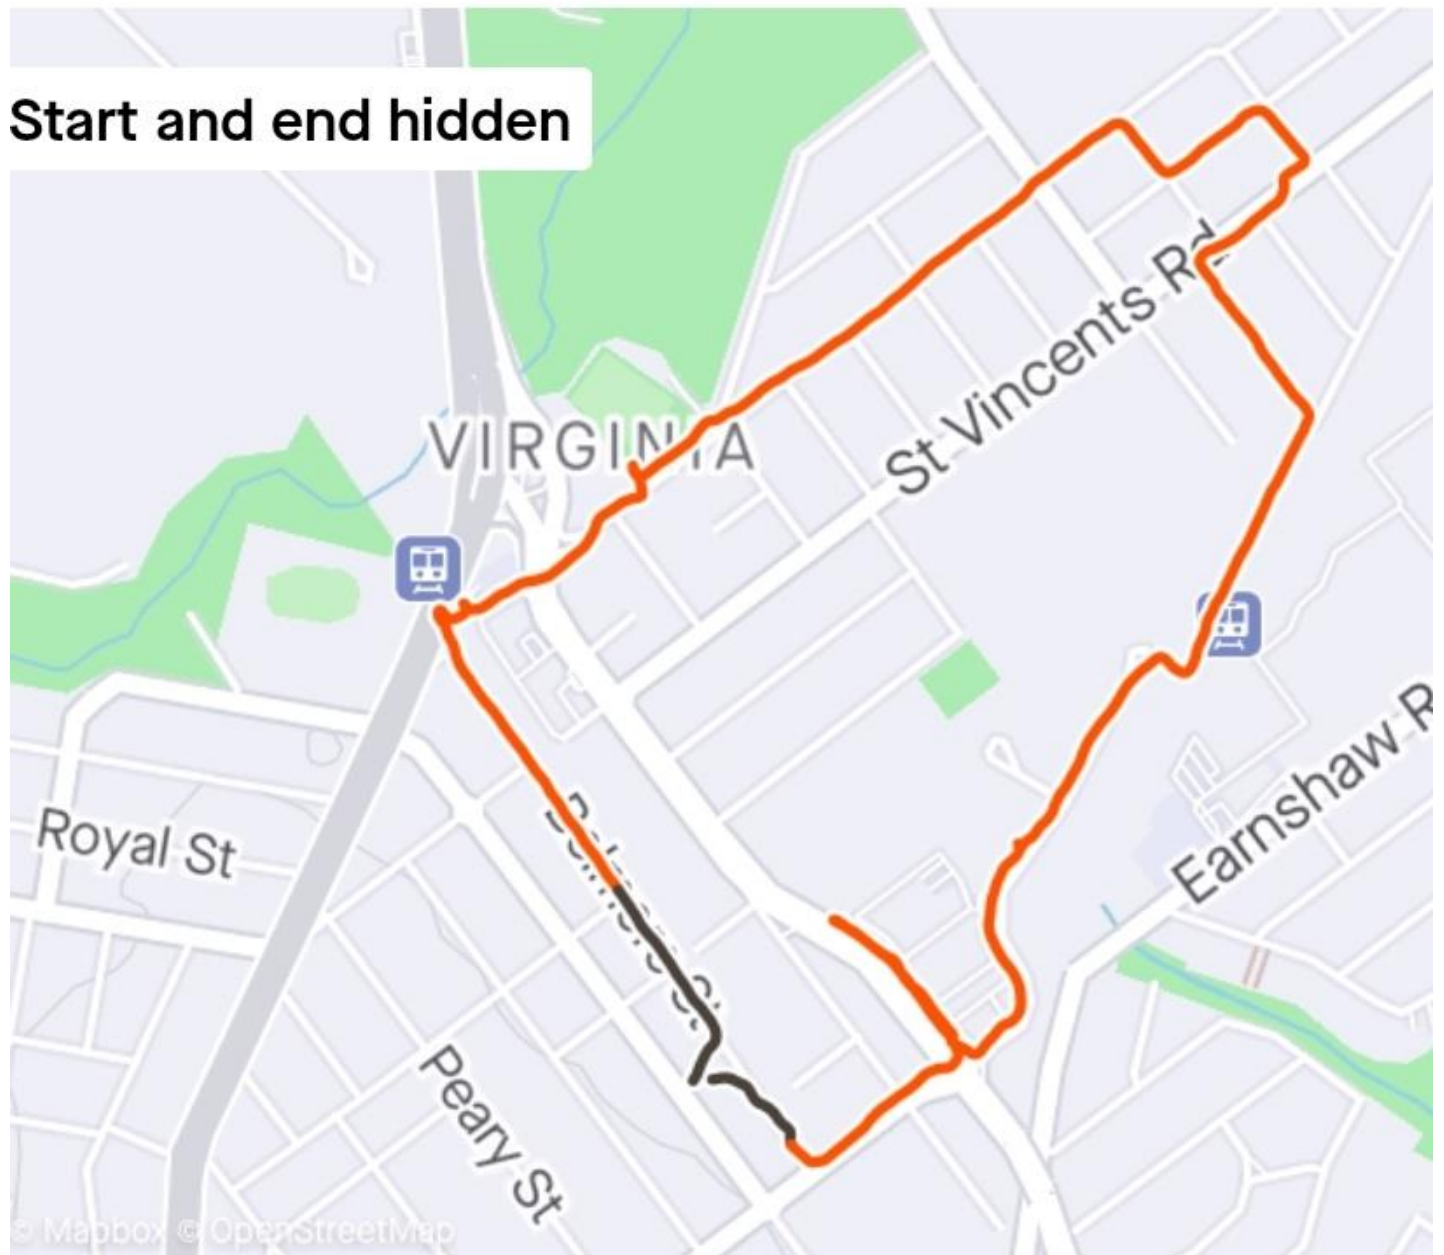 Start and end hidden
VIRGINIA
St Vincents Rd
Earnshaw R
Royal St
Peary St
© Mapbox © OpenStreetMap